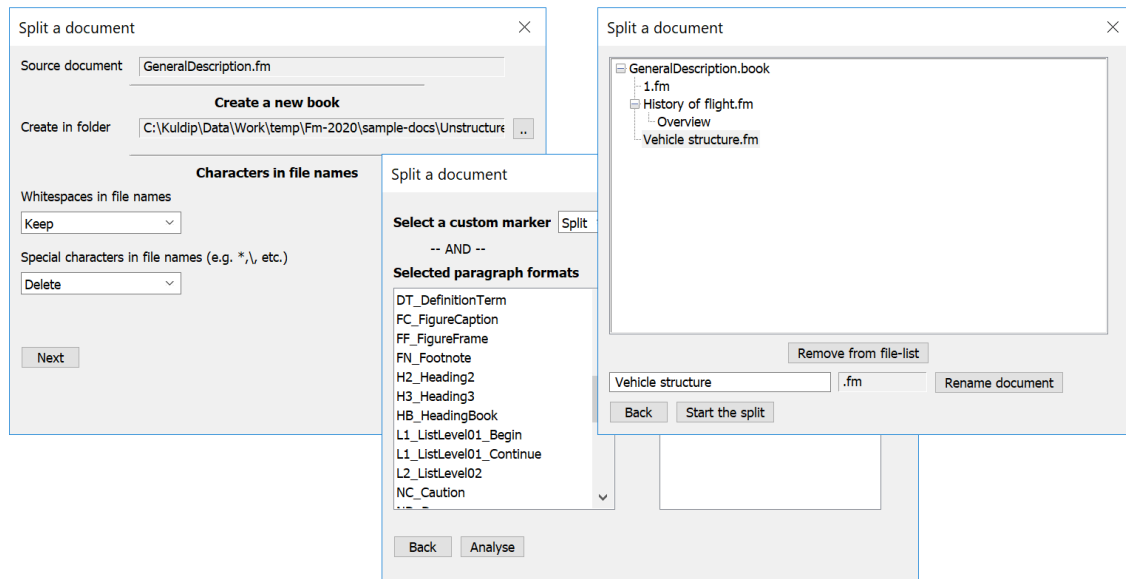 Split a document
Source document GeneralDescription.fm
Create a new book
Create in folder C:\Kuldip\Data\Work\temp\Fm-2020\sample-docs\Unstructure ..
Characters in file names
Whitespaces in file names
Keep
Special characters in file names (e.g. *,\, etc.)
Delete
Next
Split a document
Select a custom marker Split
-- AND --
Selected paragraph formats
DT_DefinitionTerm
FC_FigureCaption
FF_FigureFrame
FN_Footnote
H2_Heading2
H3_Heading3
HB_HeadingBook
L1_ListLevel01_Begin
L1_ListLevel01_Continue
L2_ListLevel02
NC_Caution
Back Analyse
Split a document
GeneralDescription.book
1.fm
History of flight.fm
Overview
Vehicle structure.fm
Remove from file-list
Vehicle structure .fm Rename document
Back Start the split